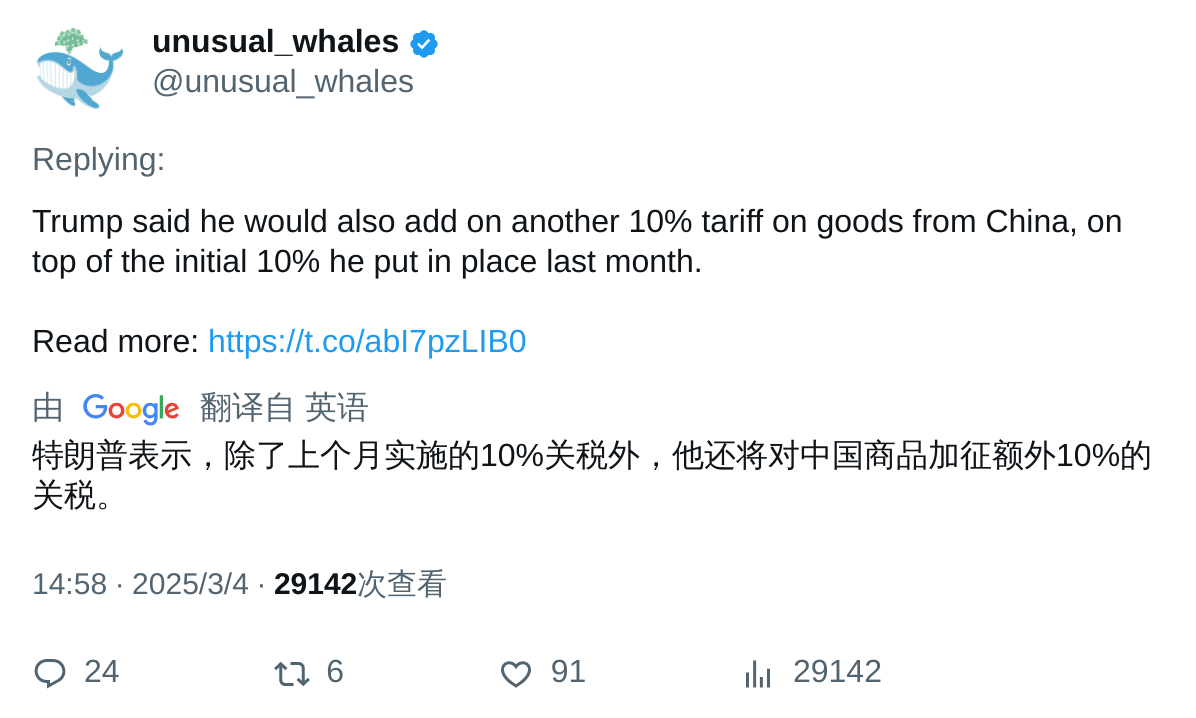 unusual_whales
@unusual_whales
Replying:
Trump said he would also add on another 10% tariff on goods from China, on
top of the initial 10% he put in place last month.
Read more: https://t.co/abI7pzLIB0
由 Google 翻译自 英语
特朗普表示，除了上个月实施的10%关税外，他还将对中国商品加征额外10%的
关税。
14:58 · 2025/3/4 · 29142次查看
24 6 91 29142